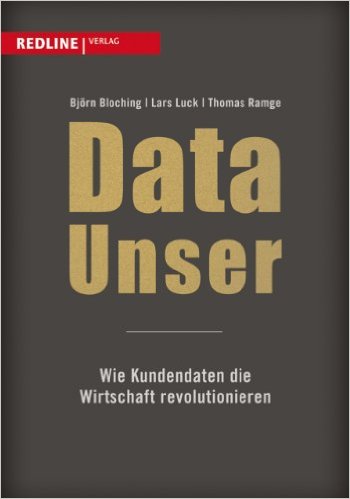 REDLINE | VERLAG
Björn Bloching | Lars Luck | Thomas Ramge
Data
Unser
Wie Kundendaten die
Wirtschaft revolutionieren